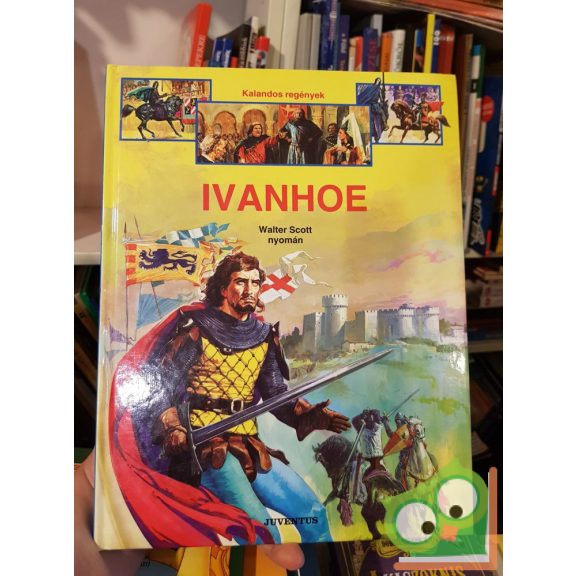 Kalandos regények
IVANHOE
Walter Scott
nyomán
JUVENTUS